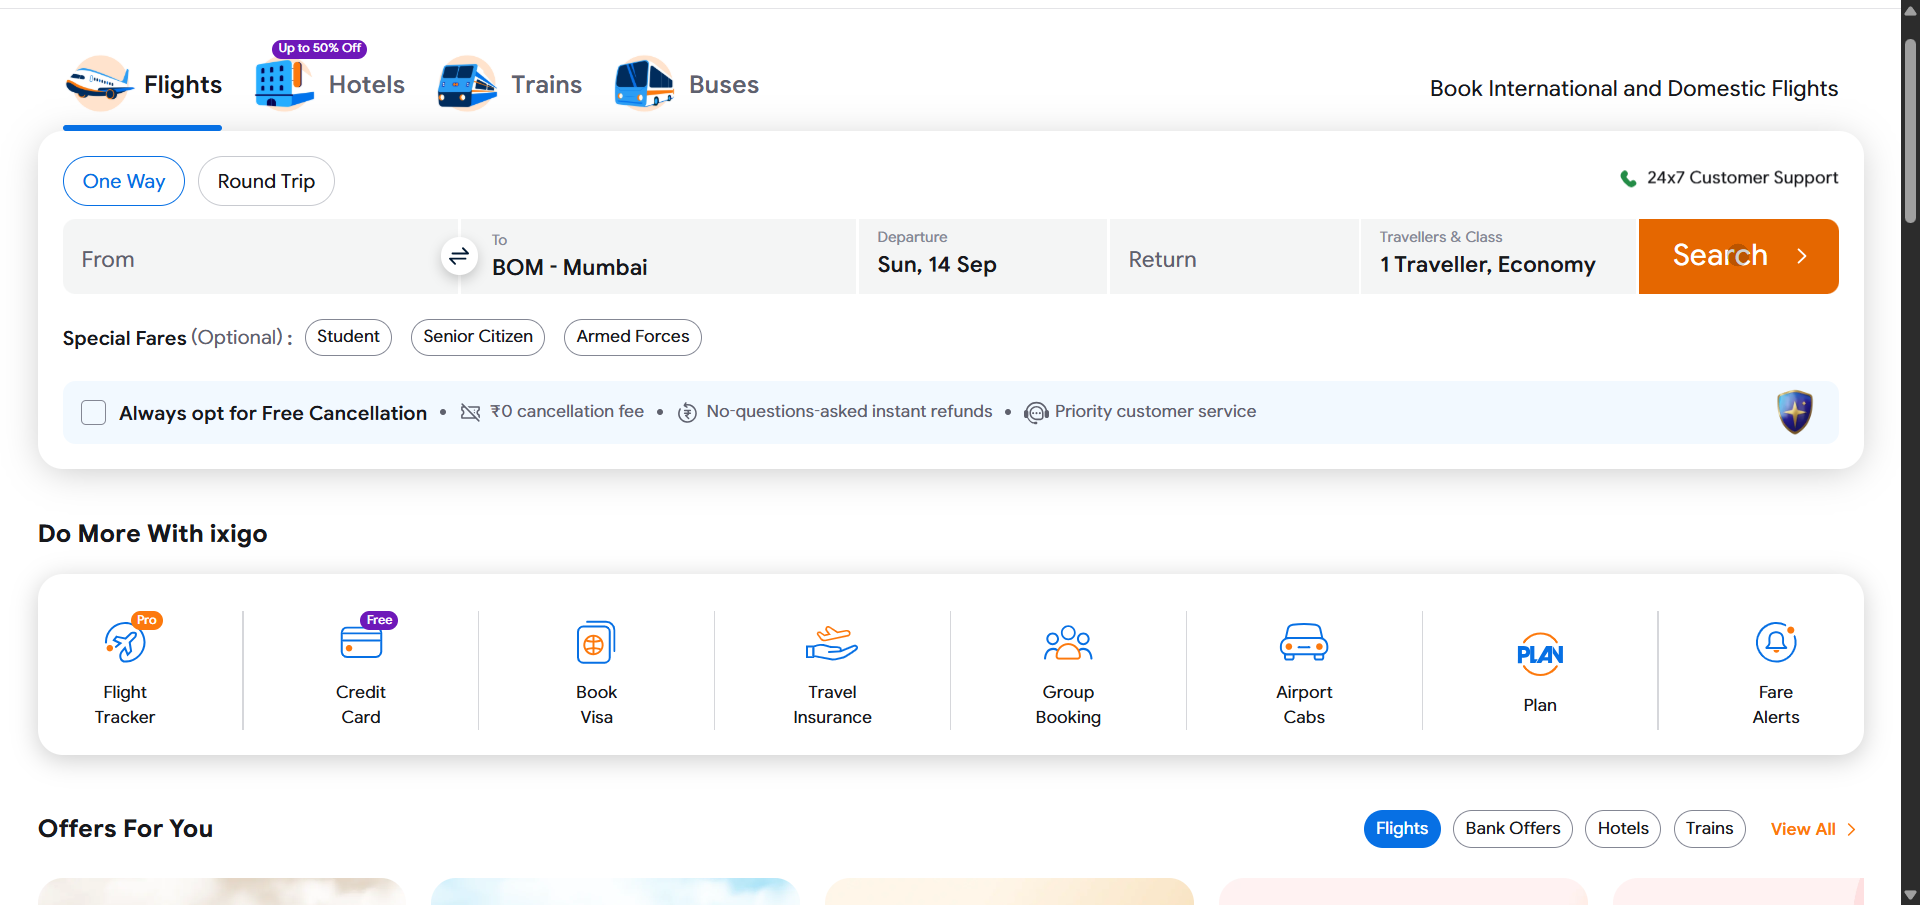 Up to 50% Off
Flights
Hotels
Trains
Buses
Book International and Domestic Flights
One Way
Round Trip
24x7 Customer Support
From
To
BOM - Mumbai
Departure
Sun, 14 Sep
Return
Travellers & Class
1 Traveller, Economy
Search
Special Fares (Optional) :
Student
Senior Citizen
Armed Forces
Always opt for Free Cancellation • ₹0 cancellation fee • No-questions-asked instant refunds • Priority customer service
Do More With ixigo
Pro
Flight
Tracker
Free
Credit
Card
Book
Visa
Travel
Insurance
Group
Booking
Airport
Cabs
PLAN
Plan
Fare
Alerts
Offers For You
Flights
Bank Offers
Hotels
Trains
View All